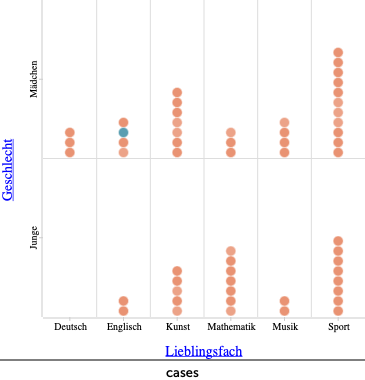 Mädchen
Geschlecht
Junge
Deutsch Englisch Kunst Mathematik Musik Sport
Lieblingsfach
cases